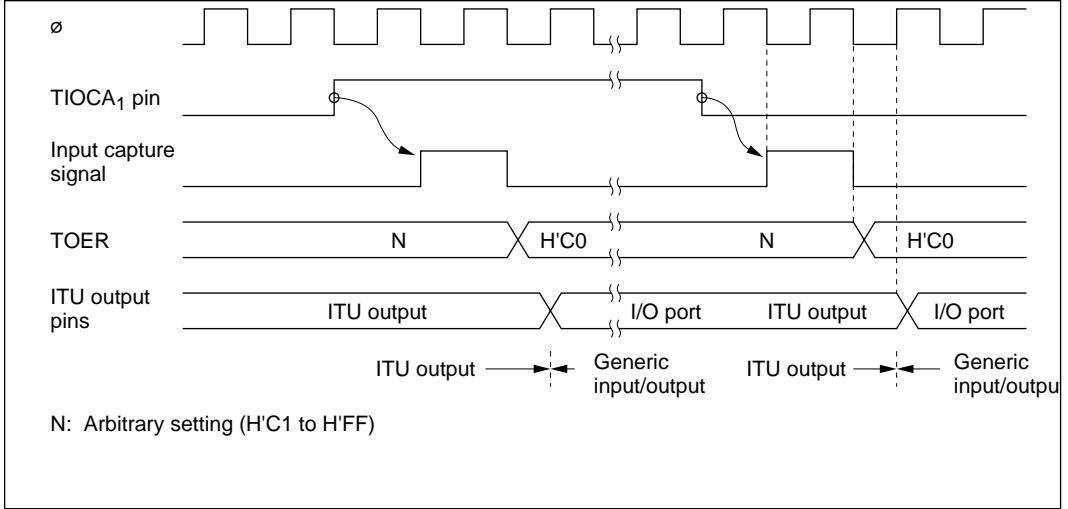 ø
TIOCA1 pin
Input capture
signal
TOER
N
H'C0
N
H'C0
ITU output
pins
ITU output
I/O port
ITU output
I/O port
ITU output
Generic
input/output
ITU output
Generic
input/outpu
N: Arbitrary setting (H'C1 to H'FF)